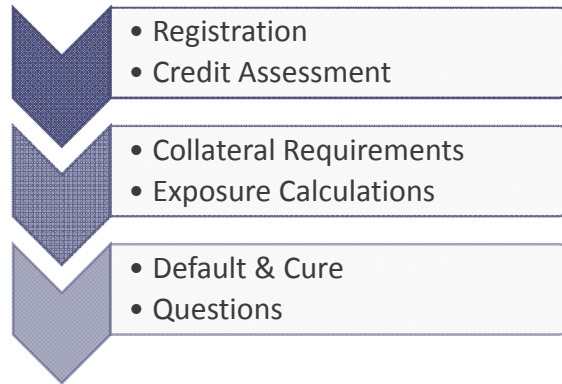 • Registration
• Credit Assessment
• Collateral Requirements
• Exposure Calculations
• Default & Cure
• Questions